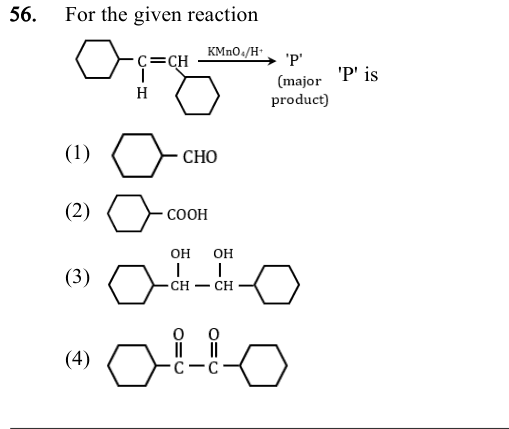 56. For the given reaction
C=CH
H
KMnO₄/H⁺
'P'
(major
product)
'P' is
(1) CHO
(2) COOH
(3) OH OH
CH — CH
(4) O O
C — C